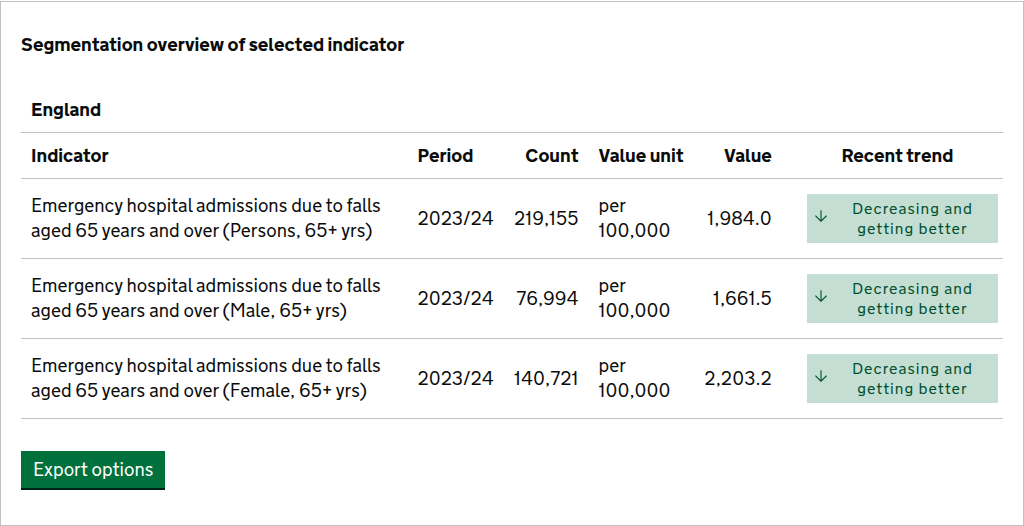 Segmentation overview of selected indicator
England
Indicator Period Count Value unit Value Recent trend
Emergency hospital admissions due to falls
aged 65 years and over (Persons, 65+ yrs)
2023/24 219,155
per
100,000
1,984.0
Decreasing and
getting better
Emergency hospital admissions due to falls
aged 65 years and over (Male, 65+ yrs)
2023/24 76,994
per
100,000
1,661.5
Decreasing and
getting better
Emergency hospital admissions due to falls
aged 65 years and over (Female, 65+ yrs)
2023/24 140,721
per
100,000
2,203.2
Decreasing and
getting better
Export options